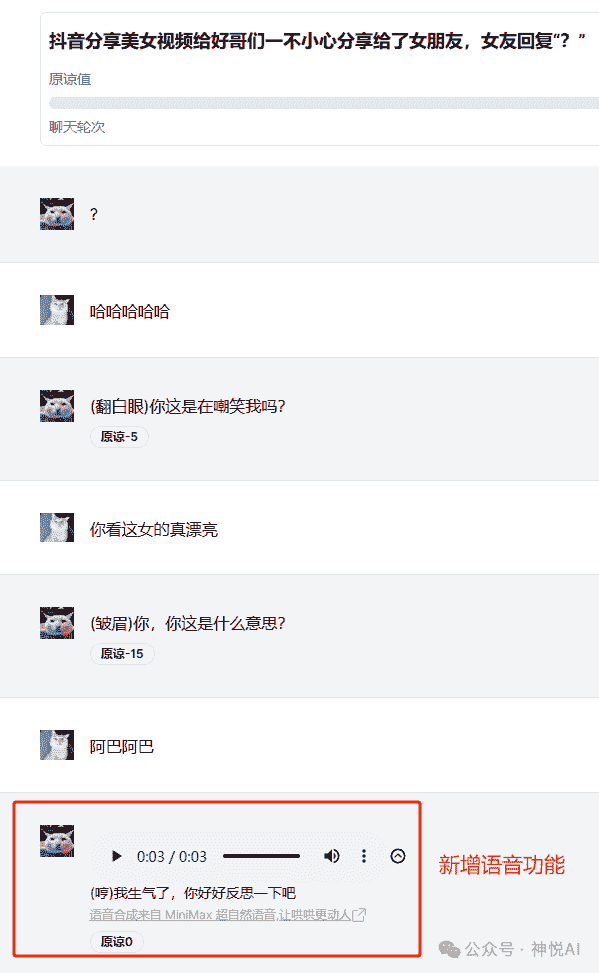 抖音分享美女视频给好哥们一不小心分享给了女朋友，女友回复“？”
原谅值
聊天轮次
？
哈哈哈哈哈
(翻白眼)你这是在嘲笑我吗？
原谅-5
你看这女的真漂亮
(皱眉)你，你这是什么意思？
原谅-15
阿巴阿巴
0:03 / 0:03
(哼)我生气了，你好好反思一下吧
语音合成来自 MiniMax 超自然语音,让哄哄更动人
原谅0
新增语音功能
公众号 · 神悦AI